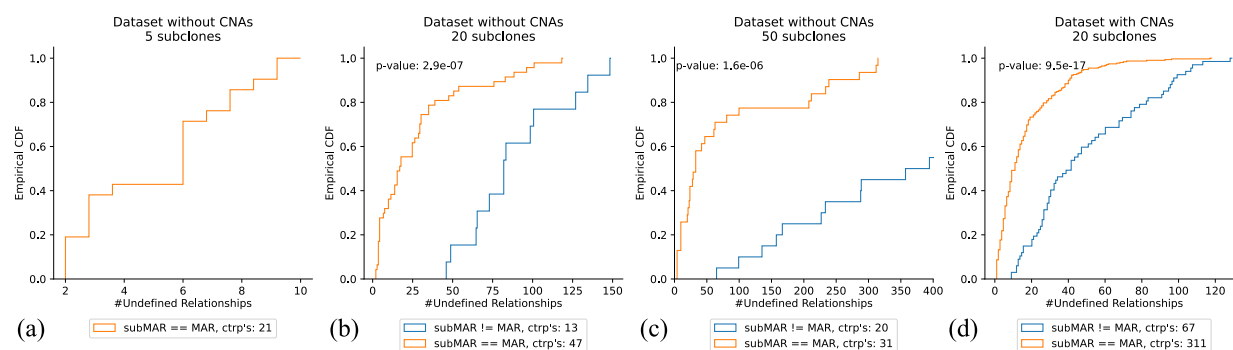 Dataset without CNAs
5 subclones
Empirical CDF
1.0
0.8
0.6
0.4
0.2
0.0
2 4 6 8 10
#Undefined Relationships
(a)
subMAR == MAR, ctrp's: 21
Dataset without CNAs
20 subclones
p-value: 2.9e-07
Empirical CDF
1.0
0.8
0.6
0.4
0.2
0.0
0 25 50 75 100 125 150
#Undefined Relationships
(b)
subMAR != MAR, ctrp's: 13
subMAR == MAR, ctrp's: 47
Dataset without CNAs
50 subclones
p-value: 1.6e-06
Empirical CDF
1.0
0.8
0.6
0.4
0.2
0.0
0 50 100 150 200 250 300 350 400
#Undefined Relationships
(c)
subMAR != MAR, ctrp's: 20
subMAR == MAR, ctrp's: 31
Dataset with CNAs
20 subclones
p-value: 9.5e-17
Empirical CDF
1.0
0.8
0.6
0.4
0.2
0.0
0 20 40 60 80 100 120
#Undefined Relationships
(d)
subMAR != MAR, ctrp's: 67
subMAR == MAR, ctrp's: 311